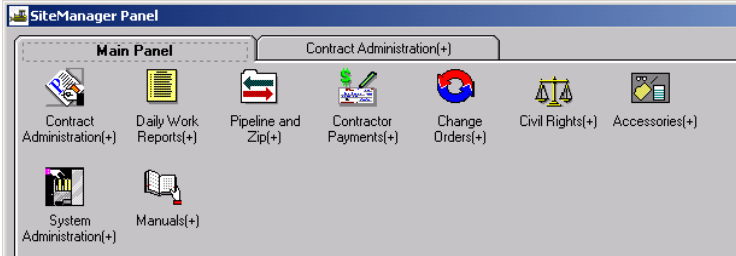 SiteManager Panel
Main Panel
Contract Administration(+)
Contract Administration(+)
Daily Work Reports(+)
Pipeline and Zip(+)
Contractor Payments(+)
Change Orders(+)
Civil Rights(+)
Accessories(+)
System Administration(+)
Manuals(+)